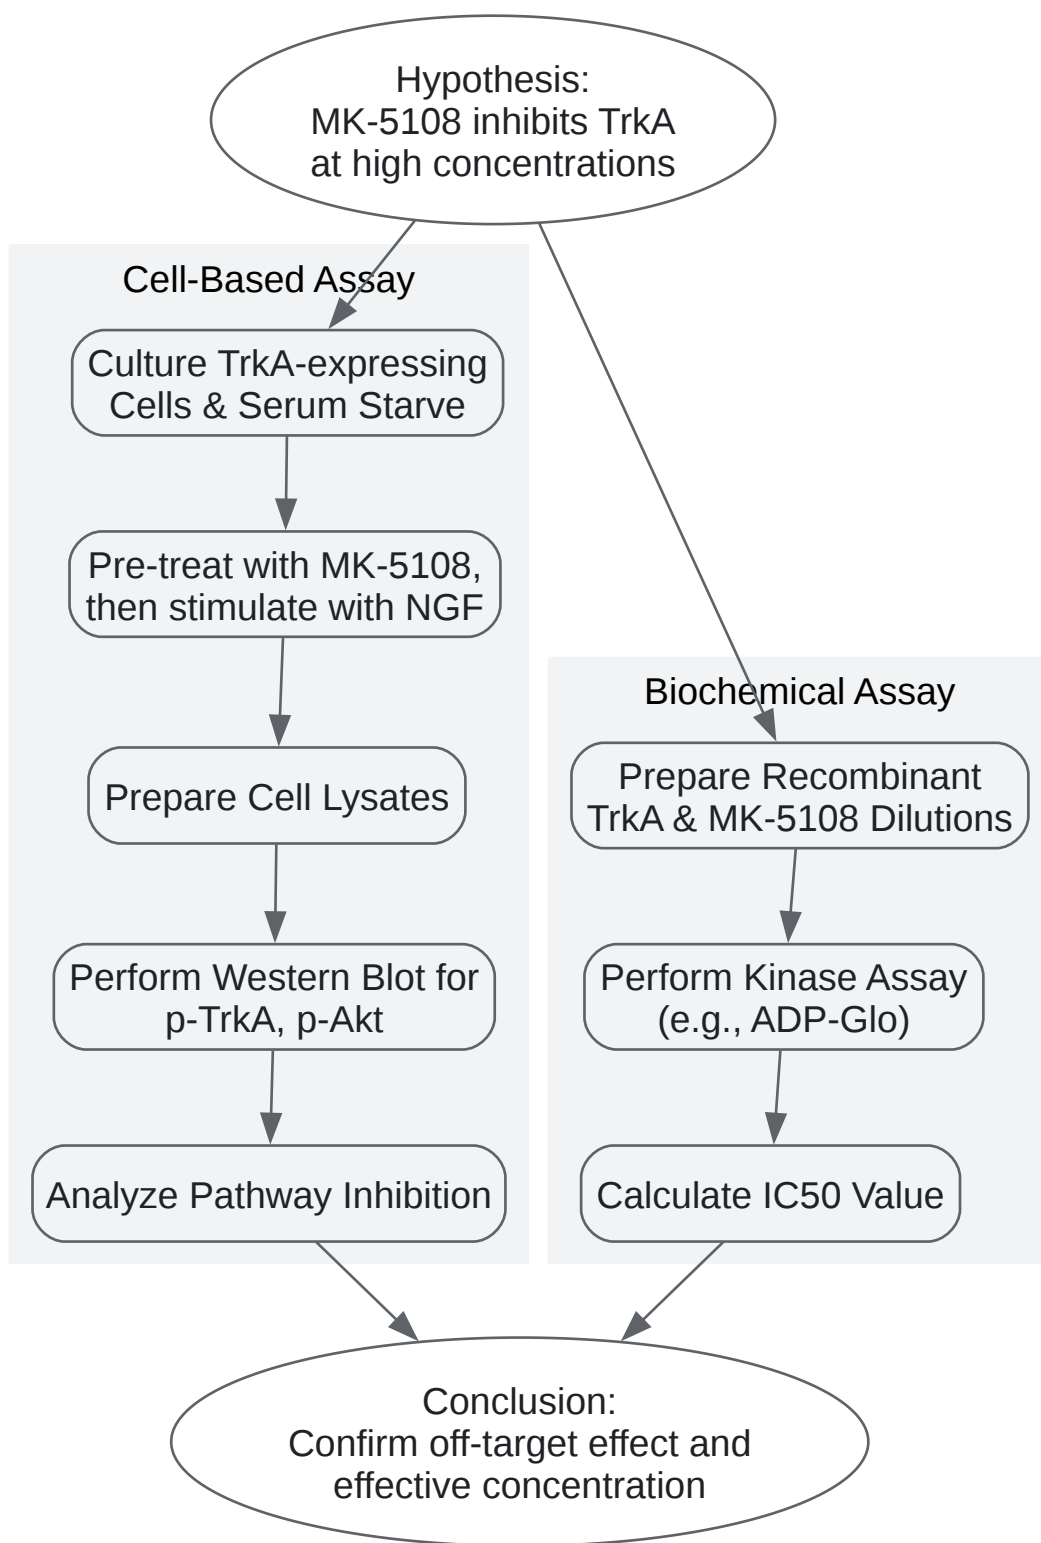 Hypothesis:
MK-5108 inhibits TrkA
at high concentrations
Cell-Based Assay
Culture TrkA-expressing
Cells & Serum Starve
Pre-treat with MK-5108,
then stimulate with NGF
Prepare Cell Lysates
Perform Western Blot for
p-TrkA, p-Akt
Analyze Pathway Inhibition
Biochemical Assay
Prepare Recombinant
TrkA & MK-5108 Dilutions
Perform Kinase Assay
(e.g., ADP-Glo)
Calculate IC50 Value
Conclusion:
Confirm off-target effect and
effective concentration